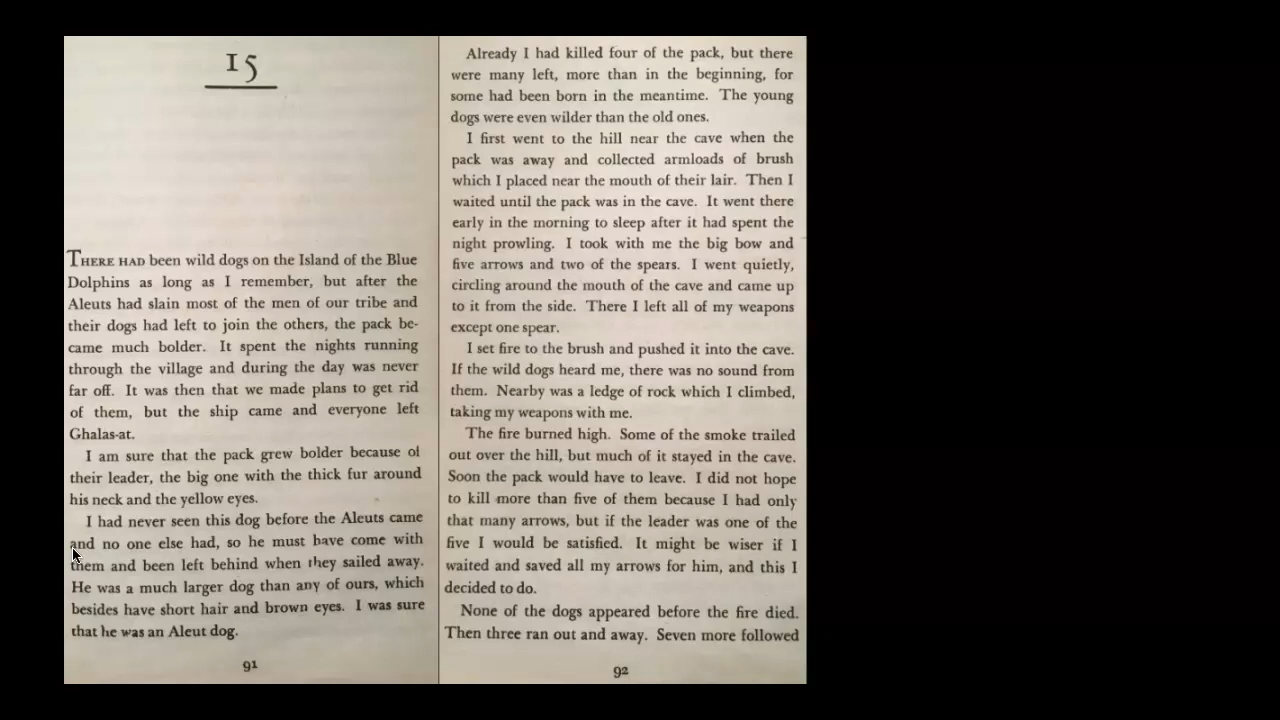 15
THERE HAD been wild dogs on the Island of the Blue
Dolphins as long as I remember, but after the
Aleuts had slain most of the men of our tribe and
their dogs had left to join the others, the pack be-
came much bolder. It spent the nights running
through the village and during the day was never
far off. It was then that we made plans to get rid
of them, but the ship came and everyone left
Ghalas-at.
I am sure that the pack grew bolder because of
their leader, the big one with the thick fur around
his neck and the yellow eyes.
I had never seen this dog before the Aleuts came
and no one else had, so he must have come with
them and been left behind when they sailed away.
He was a much larger dog than any of ours, which
besides have short hair and brown eyes. I was sure
that he was an Aleut dog.
91
Already I had killed four of the pack, but there
were many left, more than in the beginning, for
some had been born in the meantime. The young
dogs were even wilder than the old ones.
I first went to the hill near the cave when the
pack was away and collected armloads of brush
which I placed near the mouth of their lair. Then I
waited until the pack was in the cave. It went there
early in the morning to sleep after it had spent the
night prowling. I took with me the big bow and
five arrows and two of the spears. I went quietly,
circling around the mouth of the cave and came up
to it from the side. There I left all of my weapons
except one spear.
I set fire to the brush and pushed it into the cave.
If the wild dogs heard me, there was no sound from
them. Nearby was a ledge of rock which I climbed,
taking my weapons with me.
The fire burned high. Some of the smoke trailed
out over the hill, but much of it stayed in the cave.
Soon the pack would have to leave. I did not hope
to kill more than five of them because I had only
that many arrows, but if the leader was one of the
five I would be satisfied. It might be wiser if I
waited and saved all my arrows for him, and this I
decided to do.
None of the dogs appeared before the fire died.
Then three ran out and away. Seven more followed
92